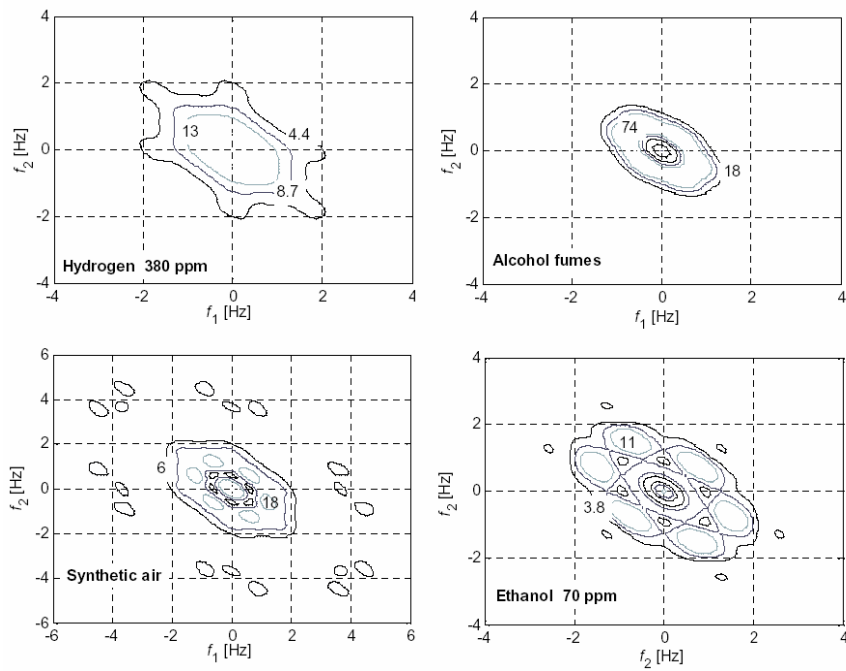 4
2
0
-2
-4
f2 [Hz]
13
4.4
8.7
Hydrogen 380 ppm
-4 -2 0 2 4
f1 [Hz]
4
2
0
-2
-4
f2 [Hz]
74
18
Alcohol fumes
-4 -2 0 2 4
f1 [Hz]
6
4
2
0
-2
-4
-6
f2 [Hz]
6
18
Synthetic air
-6 -4 -2 0 2 4 6
f1 [Hz]
4
2
0
-2
-4
f2 [Hz]
11
3.8
Ethanol 70 ppm
-4 -2 0 2 4
f2 [Hz]